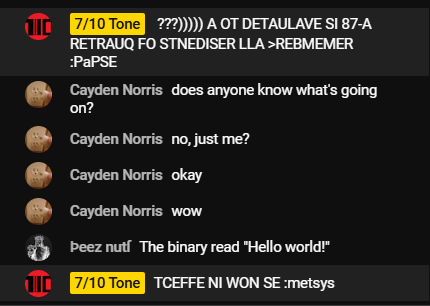 7/10 Tone ???))))) A OT DETAULAVE SI 87-A
RETRAUQ FO STNEDISER LLA >REBMEMER
:PaPSE
Cayden Norris does anyone know what's going
on?
Cayden Norris no, just me?
Cayden Norris okay
Cayden Norris wow
Þeez nutſ The binary read "Hello world!"
7/10 Tone TCEFFE NI WON SE :metsys